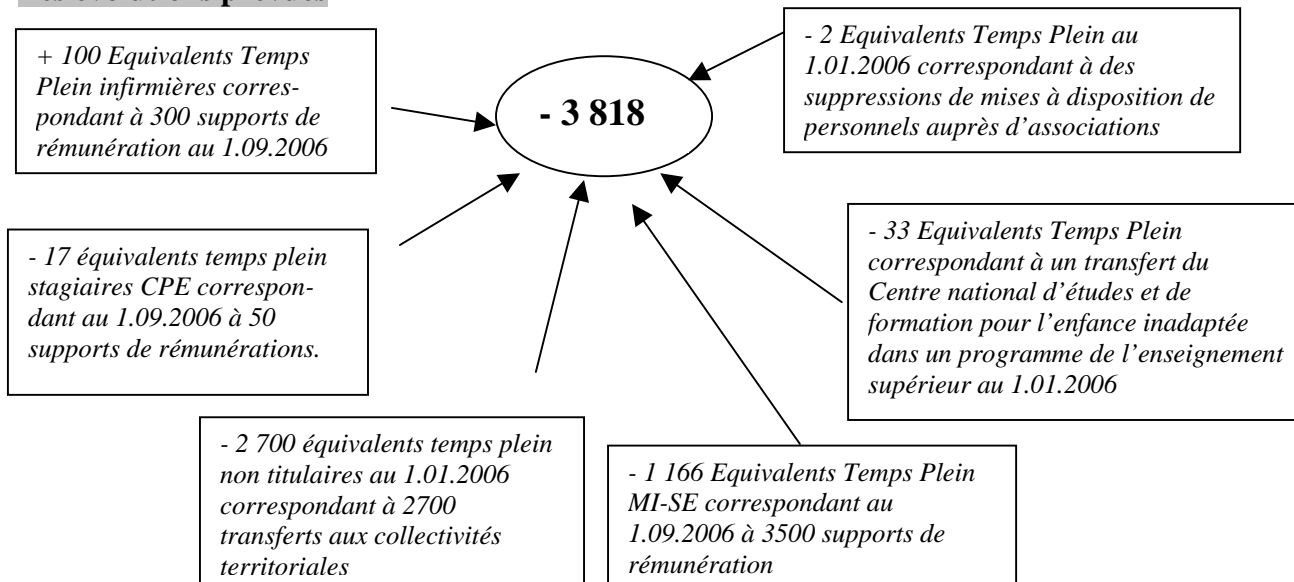 + 100 Equivalents Temps
Plein infirmières corres-
pondant à 300 supports de
rémunération au 1.09.2006
- 3 818
- 2 Equivalents Temps Plein au
1.01.2006 correspondant à des
suppressions de mises à disposition de
personnels auprès d’associations
- 17 équivalents temps plein
stagiaires CPE correspon-
dant au 1.09.2006 à 50
supports de rémunérations.
- 33 Equivalents Temps Plein
correspondant à un transfert du
Centre national d’études et de
formation pour l’enfance inadaptée
dans un programme de l’enseignement
supérieur au 1.01.2006
- 2 700 équivalents temps plein
non titulaires au 1.01.2006
correspondant à 2700
transferts aux collectivités
territoriales
- 1 166 Equivalents Temps Plein
MI-SE correspondant au
1.09.2006 à 3500 supports de
rémunération